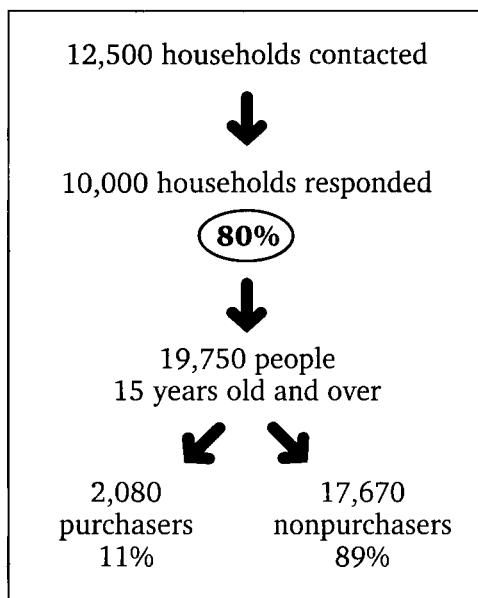 12,500 households contacted
10,000 households responded
80%
19,750 people
15 years old and over
2,080
purchasers
11%
17,670
nonpurchasers
89%